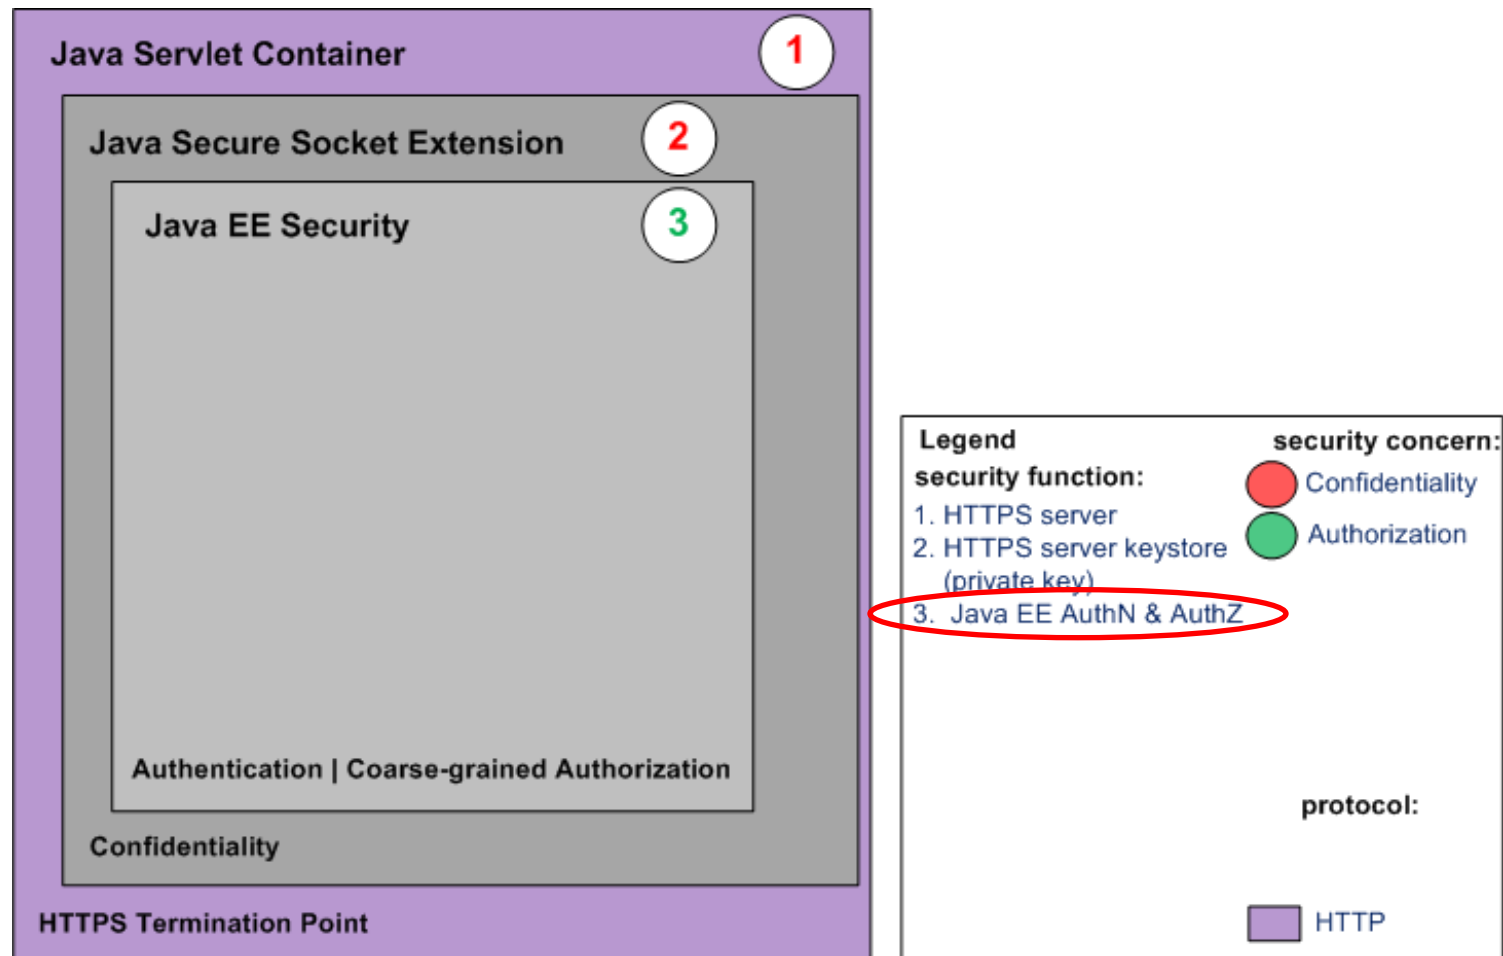 Java Servlet Container
1
Java Secure Socket Extension
2
Java EE Security
3
Authentication | Coarse-grained Authorization
Confidentiality
HTTPS Termination Point
Legend
security function:
1. HTTPS server
2. HTTPS server keystore
(private key)
3. Java EE AuthN & AuthZ
security concern:
Confidentiality
Authorization
protocol:
HTTP